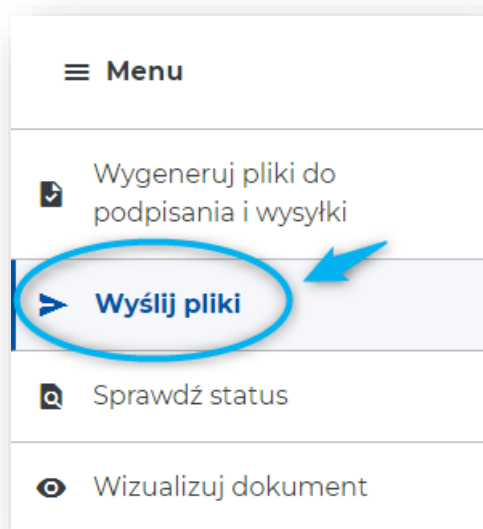 Menu
Wygeneruj pliki do
podpisania i wysyłki
Wyślij pliki
Sprawdź status
Wizualizuj dokument